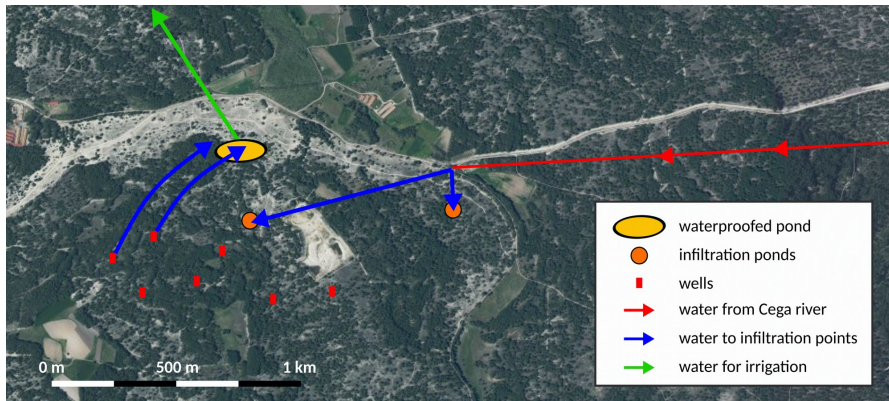 waterproofed pond
infiltration ponds
wells
water from Cega river
water to infiltration points
water for irrigation
0 m 500 m 1 km